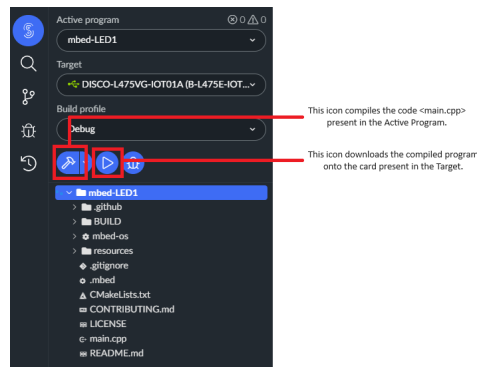 Active program
0 0
mbed-LED1
Target
DISCO-L475VG-IOT01A (B-L475E-IOT...
Build profile
Debug
mbed-LED1
.github
BUILD
mbed-os
resources
.gitignore
.mbed
CMakeLists.txt
CONTRIBUTING.md
LICENSE
main.cpp
README.md
This icon compiles the code <main.cpp>
present in the Active Program.
This icon downloads the compiled program
onto the card present in the Target.